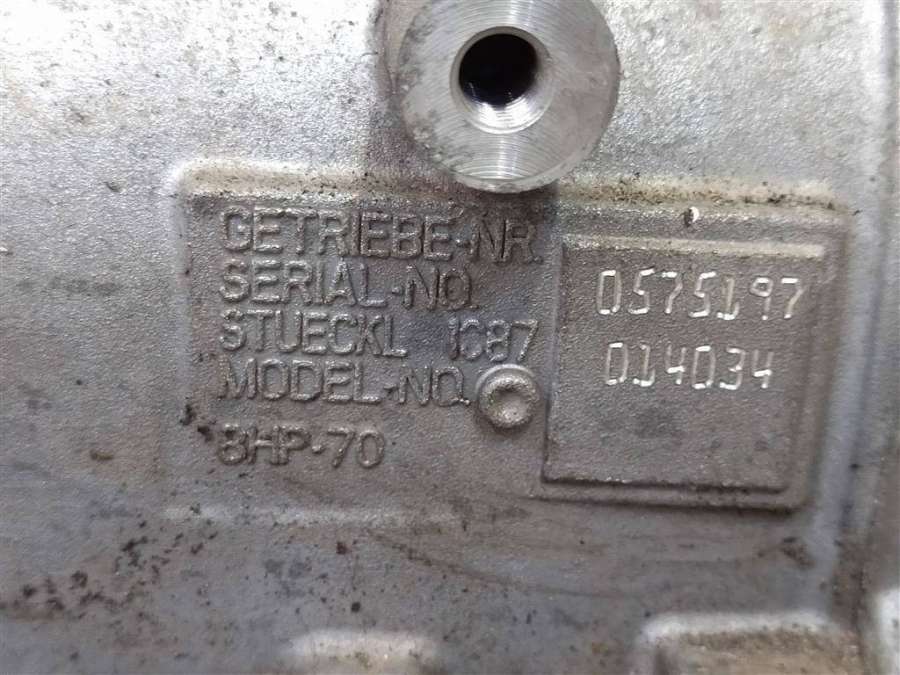 GETRIEBE-NR.
SERIAL-NO.
0575197
STUECKL 1087
014034
MODEL-NO.
8HP·70